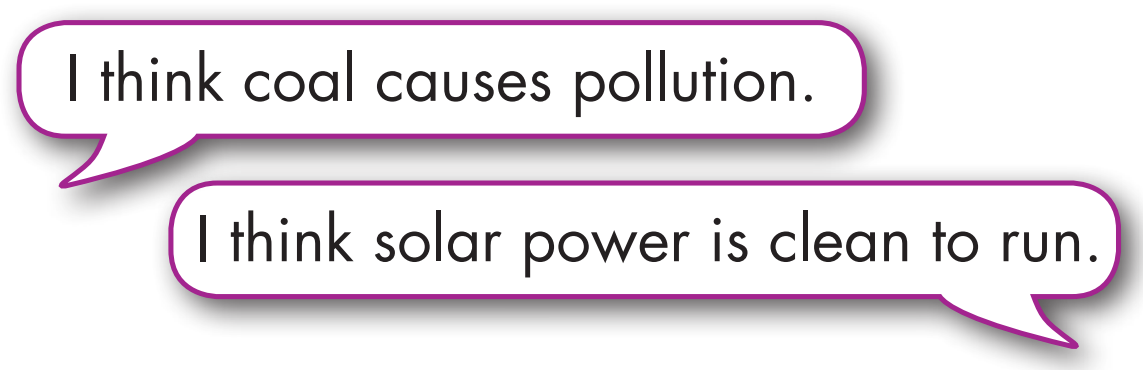 I think coal causes pollution.
I think solar power is clean to run.